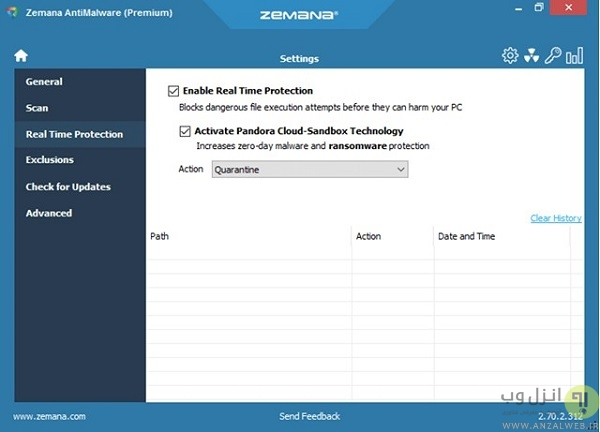 Zemana AntiMalware (Premium)
ZEMANA®
Settings
General
Scan
Real Time Protection
Exclusions
Check for Updates
Advanced
Enable Real Time Protection
Blocks dangerous file execution attempts before they can harm your PC
Activate Pandora Cloud-Sandbox Technology
Increases zero-day malware and ransomware protection
Action Quarantine
Clear History
Path Action Date and Time
www.zemana.com Send Feedback 2.70.2.312
انزل وب
WWW.ANZALWEB.IR